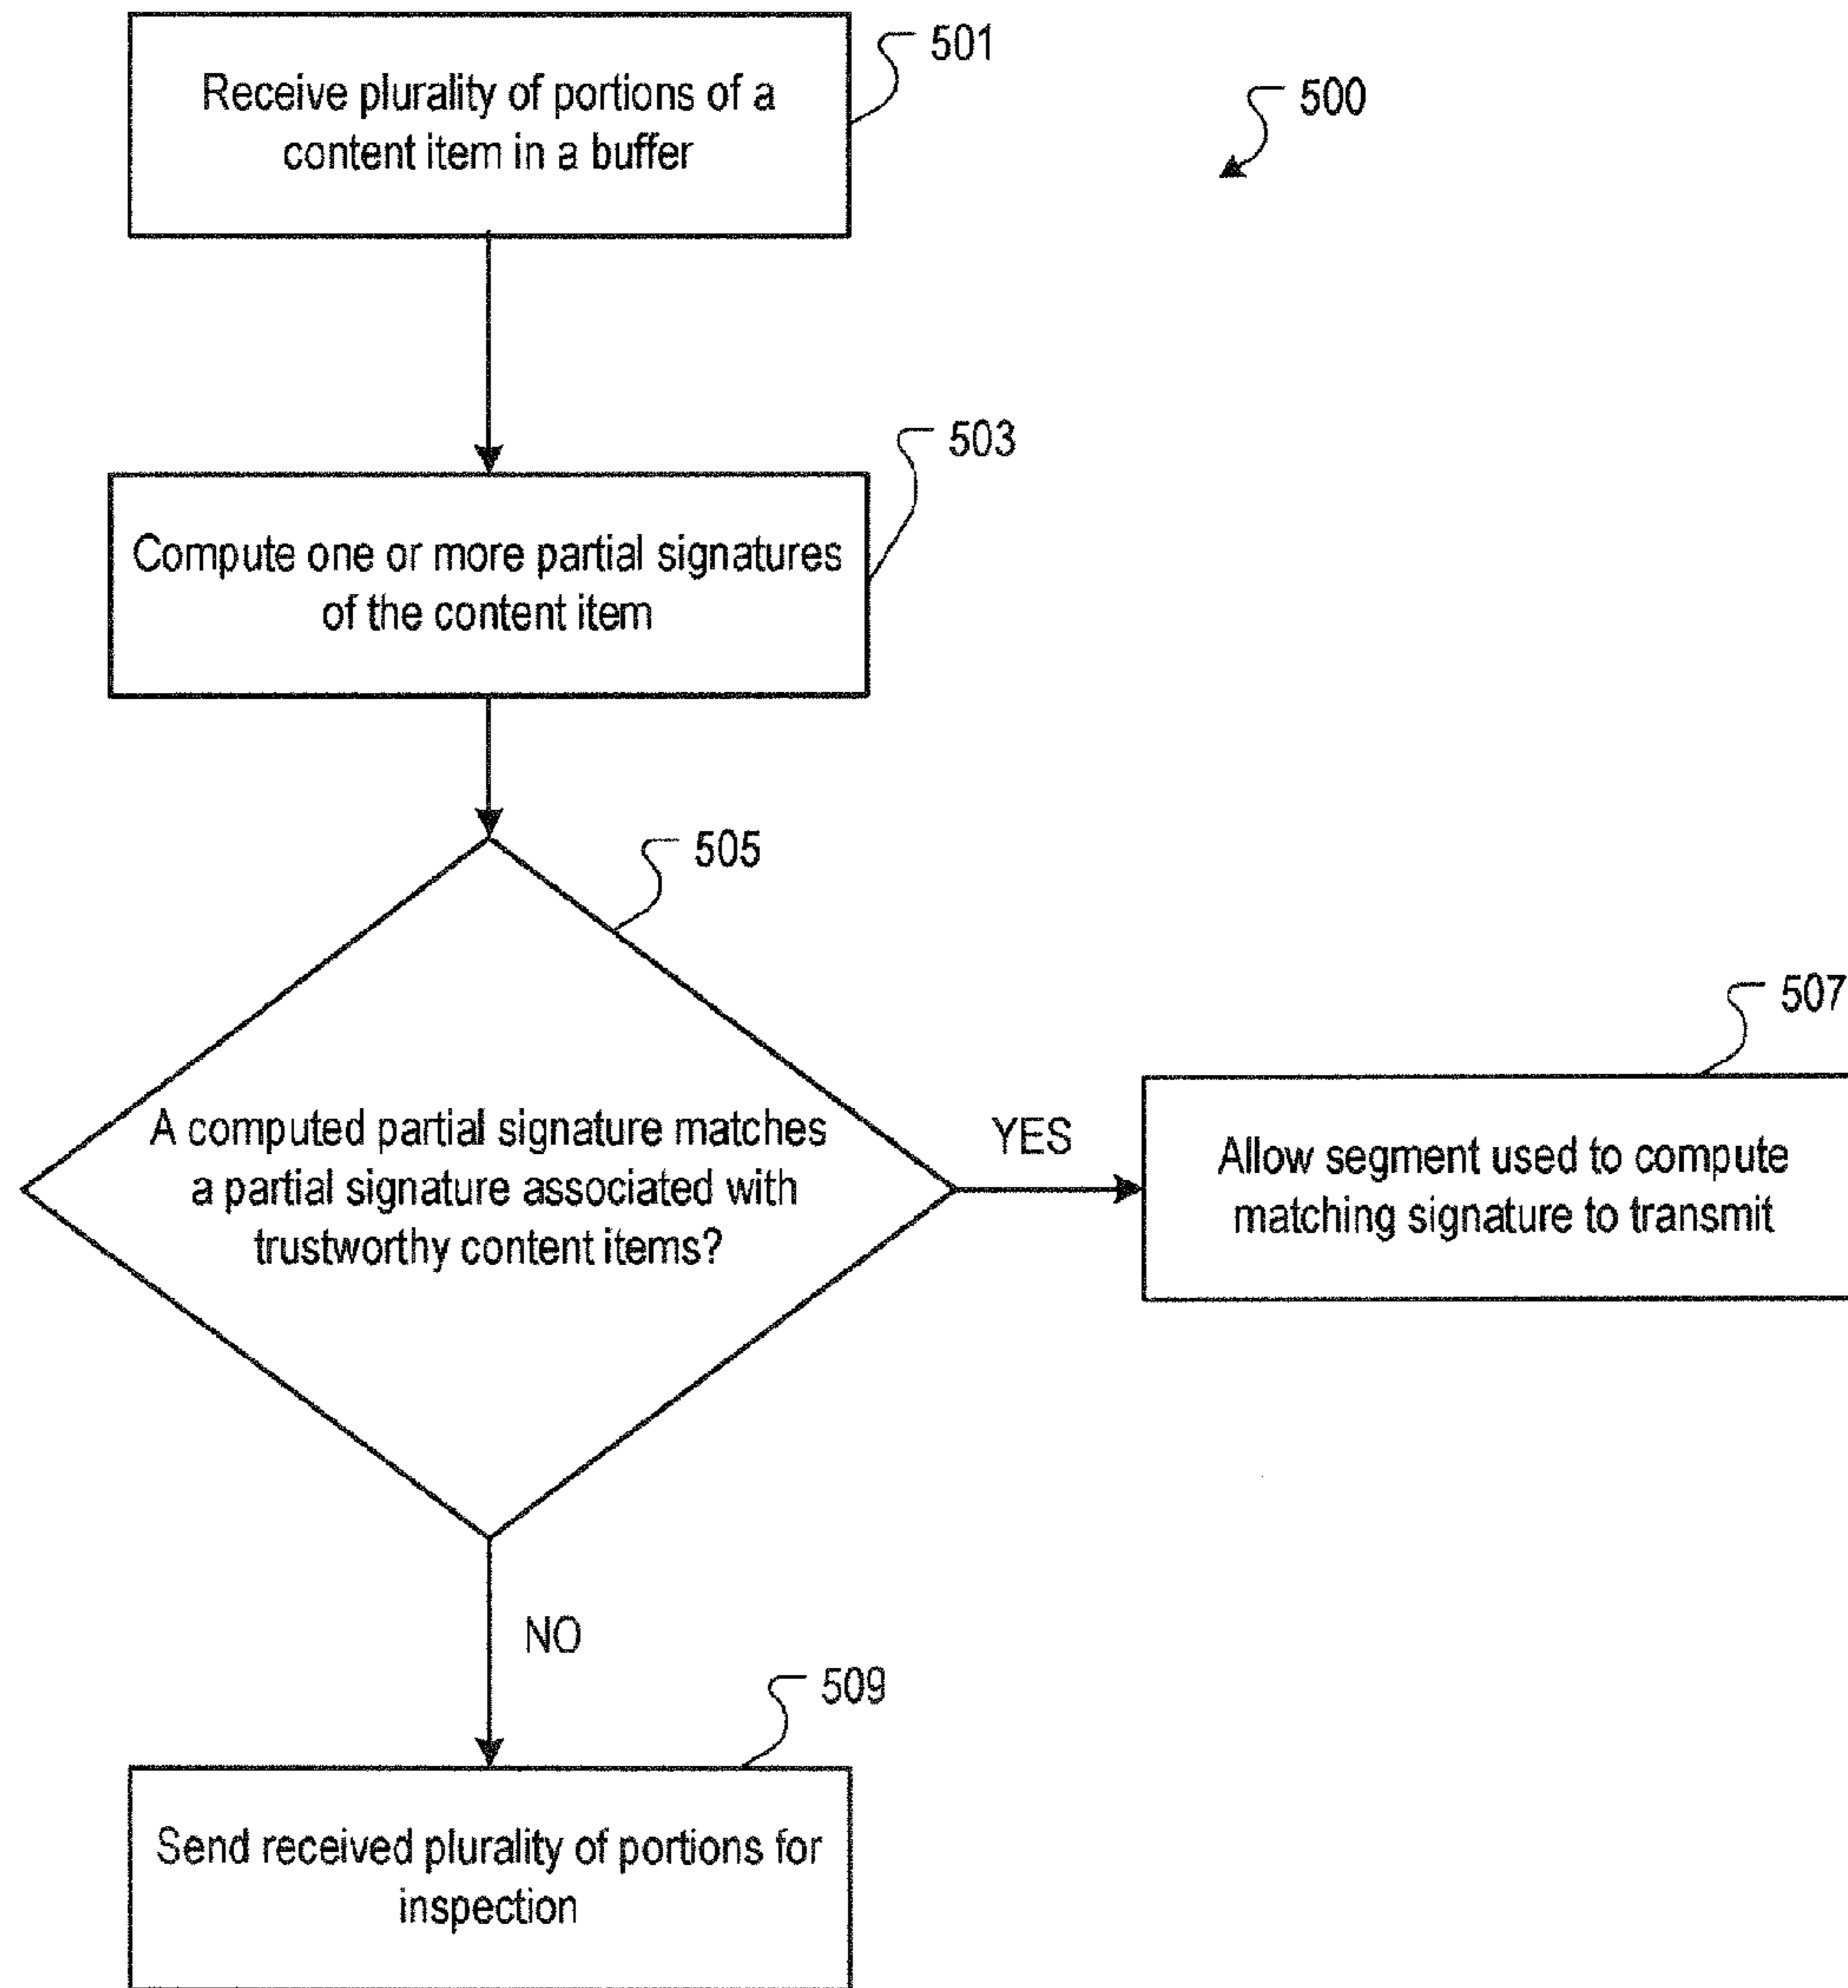 501
Receive plurality of portions of a
content item in a buffer
500
503
Compute one or more partial signatures
of the content item
505
A computed partial signature matches
a partial signature associated with
trustworthy content items?
YES
507
Allow segment used to compute
matching signature to transmit
NO
509
Send received plurality of portions for
inspection